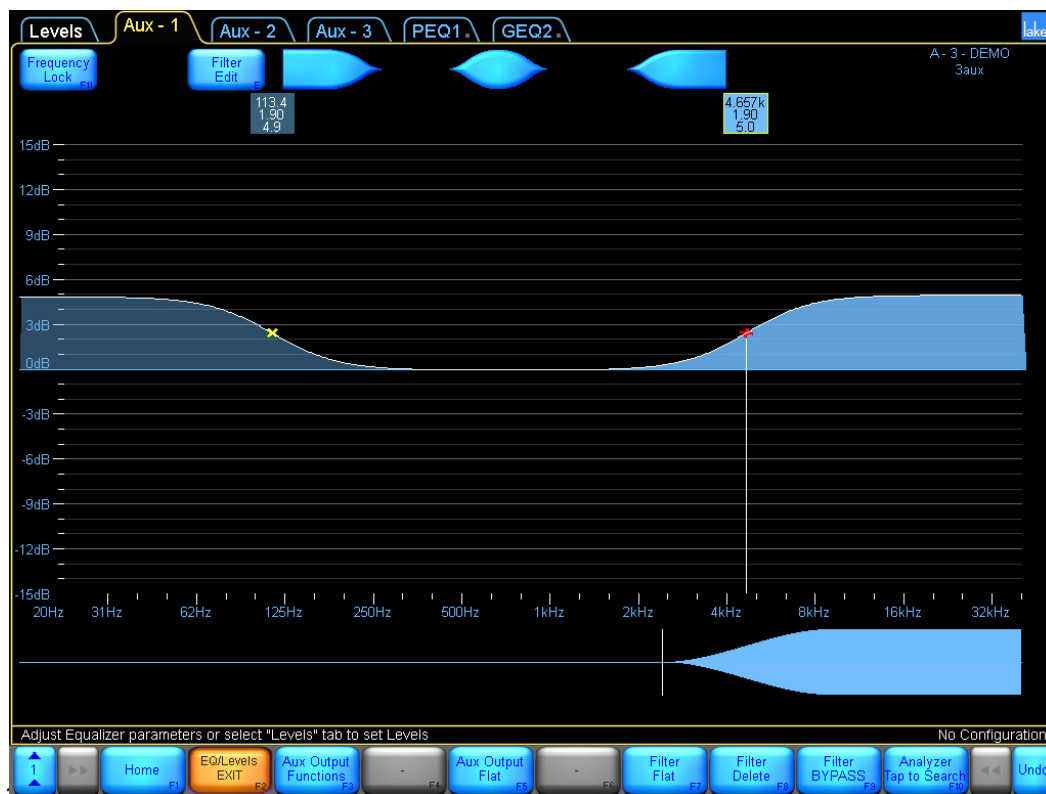 Levels
Aux - 1
Aux - 2
Aux - 3
PEQ1
GEQ2
lake
Frequency
Lock
F11
Filter
Edit
A - 3 - DEMO
3aux
113.4
1.90
4.9
4.657k
1.90
5.0
15dB
12dB
9dB
6dB
3dB
0dB
-3dB
-6dB
-9dB
-12dB
-15dB
20Hz 31Hz 62Hz 125Hz 250Hz 500Hz 1kHz 2kHz 4kHz 8kHz 16kHz 32kHz
Adjust Equalizer parameters or select "Levels" tab to set Levels
No Configuration
1
Home
F1
EQ/Levels
EXIT
F2
Aux Output
Functions
F3
-
F4
Aux Output
Flat
F5
-
F6
Filter
Flat
F7
Filter
Delete
F8
Filter
BYPASS
F9
Analyzer
Tap to Search
F10
Undo